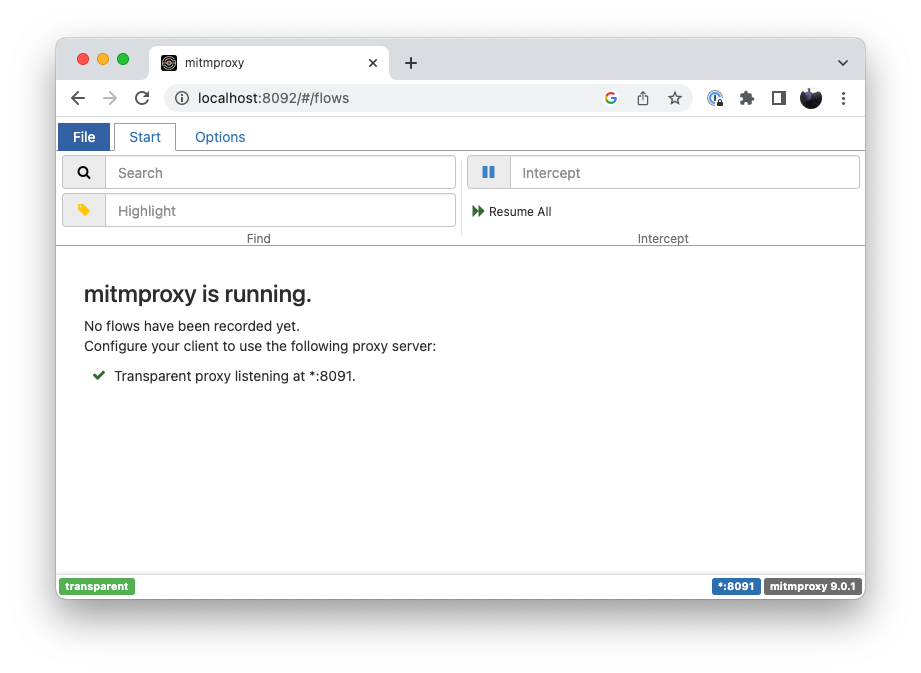 mitmproxy
localhost:8092/#/flows
File Start Options
Search
Intercept
Highlight
Resume All
Find
Intercept
mitmproxy is running.
No flows have been recorded yet.
Configure your client to use the following proxy server:
Transparent proxy listening at *:8091.
transparent
*:8091 mitmproxy 9.0.1